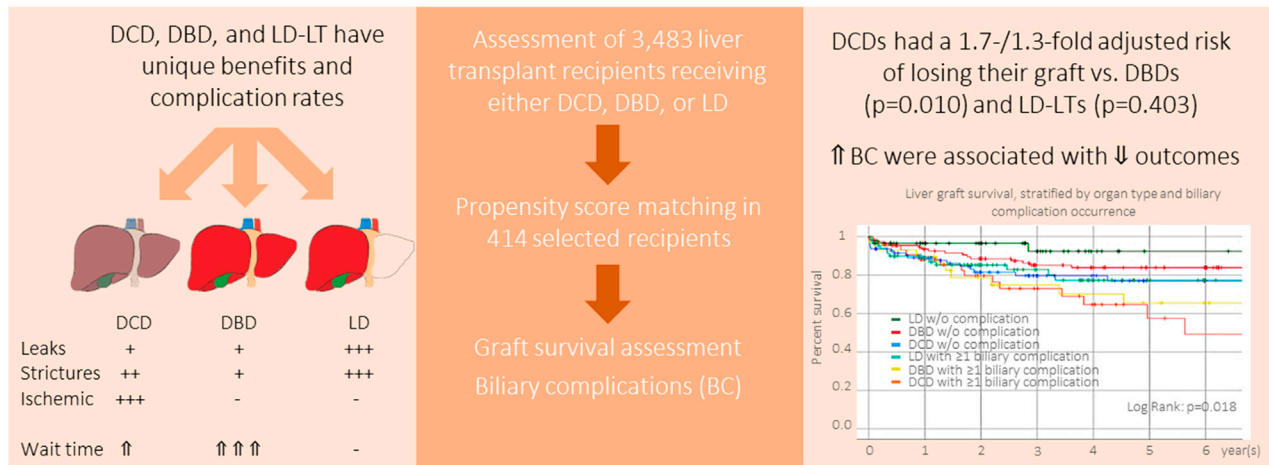 DCD, DBD, and LD-LT have
unique benefits and
complication rates
DCD DBD LD
Leaks + + +++
Strictures ++ + +++
Ischemic +++ - -
Wait time ⇑ ⇑⇑⇑ -
Assessment of 3,483 liver
transplant recipients receiving
either DCD, DBD, or LD
Propensity score matching in
414 selected recipients
Graft survival assessment
Biliary complications (BC)
DCDs had a 1.7-/1.3-fold adjusted risk
of losing their graft vs. DBDs
(p=0.010) and LD-LTs (p=0.403)
⇑ BC were associated with ⇓ outcomes
Liver graft survival, stratified by organ type and biliary
complication occurrence
Percent survival
1
0.8
0.6
0.4
0.2
0.0
LD w/o complication
DBD w/o complication
DCD w/o complication
LD with ≥1 biliary complication
DBD with ≥1 biliary complication
DCD with ≥1 biliary complication
Log Rank: p=0.018
0 1 2 3 4 5 6 year(s)